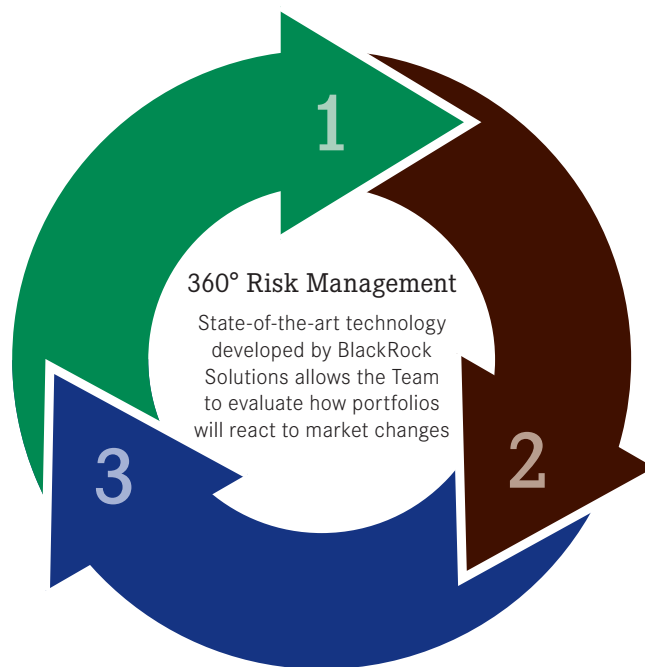 1
360° Risk Management
State-of-the-art technology
developed by BlackRock
Solutions allows the Team
to evaluate how portfolios
will react to market changes
2
3